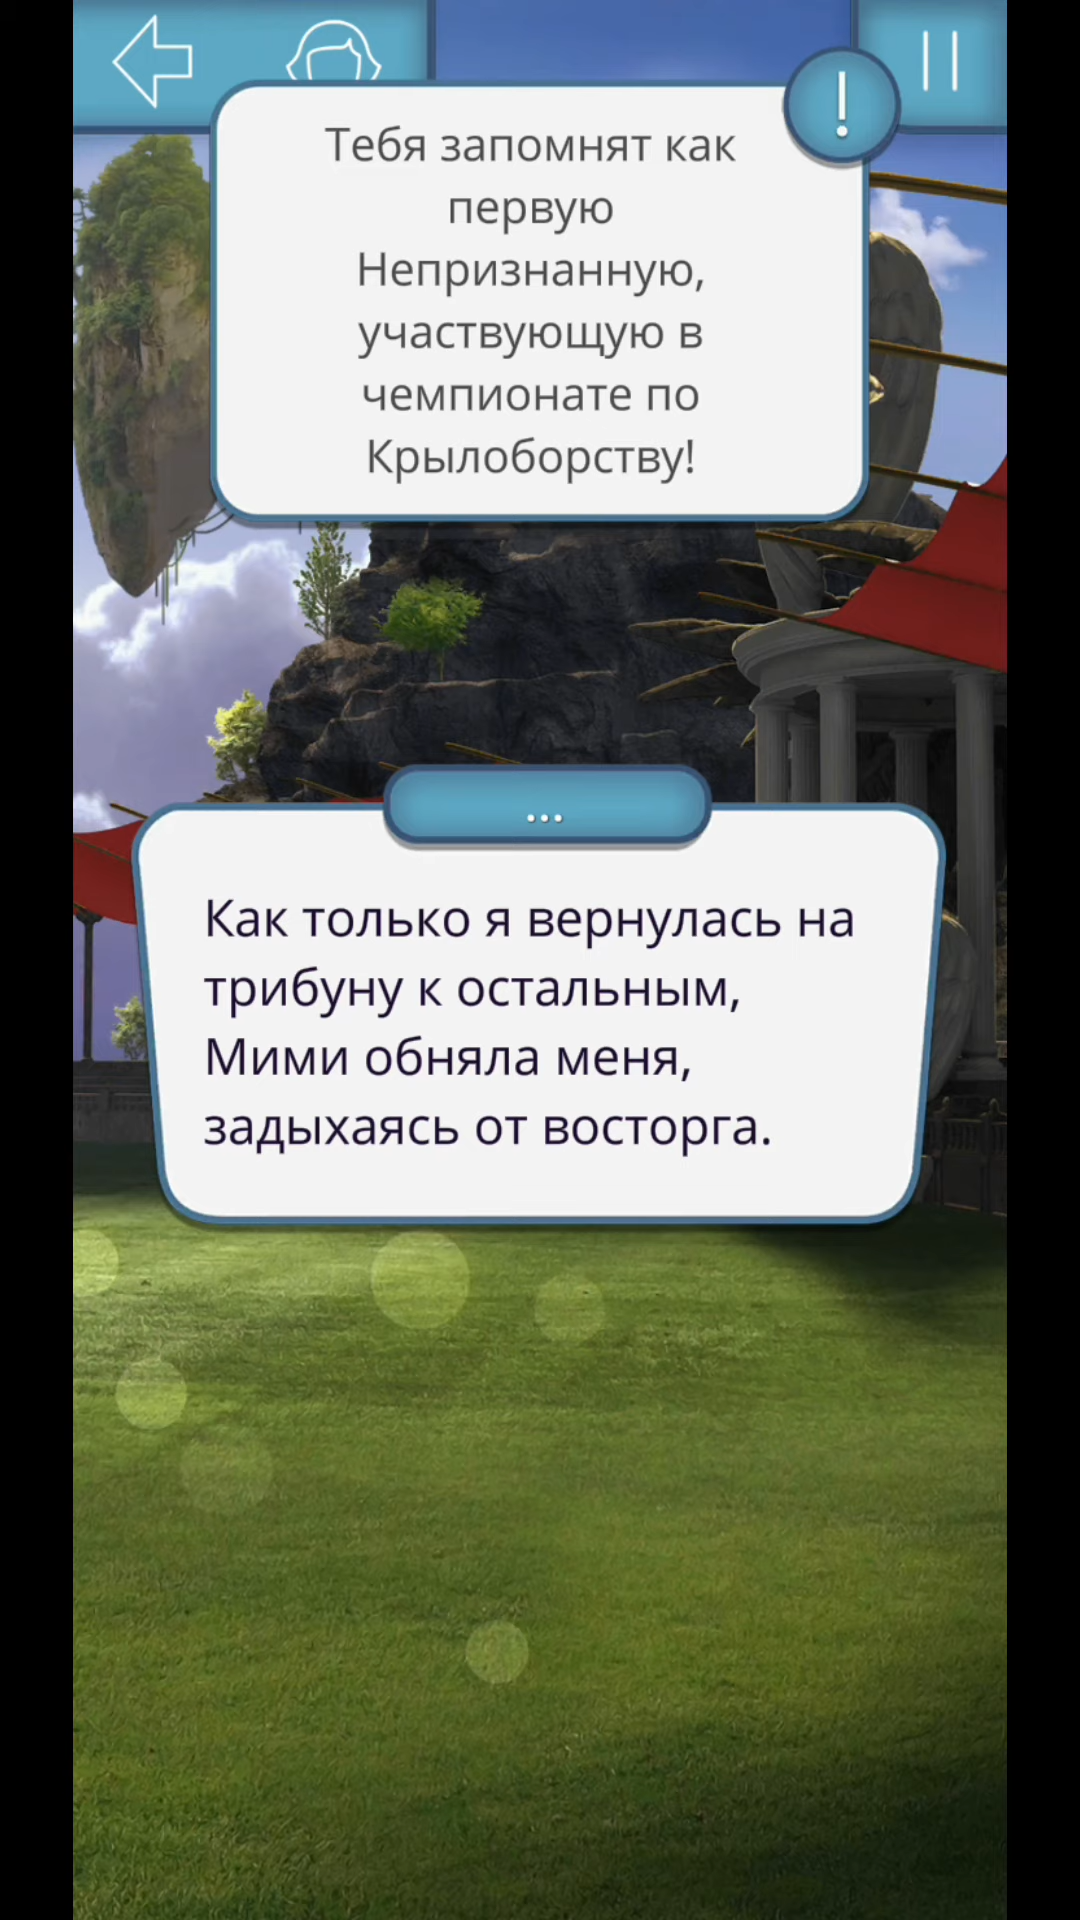 Тебя запомнят как
первую
Непризнанную,
участвующую в
чемпионате по
Крылоборству!
...
Как только я вернулась на
трибуну к остальным,
Мими обняла меня,
задыхаясь от восторга.